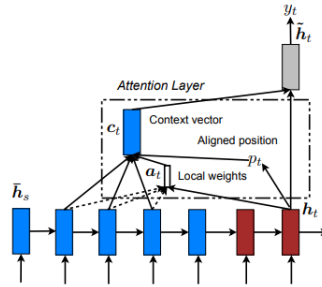 y_t
h̃_t
Attention Layer
c_t
Context vector
Aligned position
a_t
p_t
Local weights
h̄_s
h_t